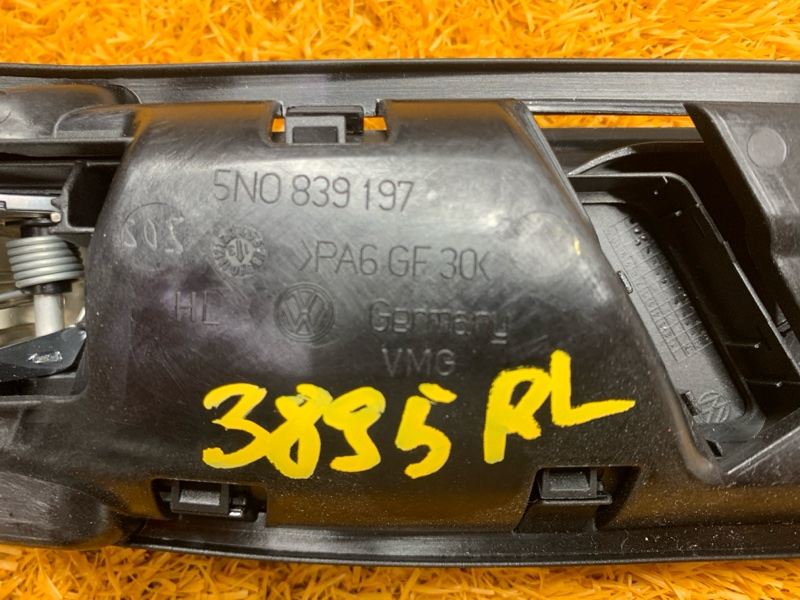 5N0 839 197
>PA6 GF 30<
HL
Germany
VMG
3895 RL